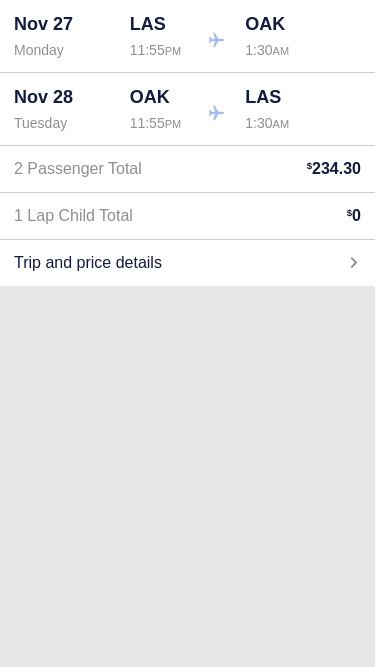 Nov 27 LAS OAK
Monday 11:55PM 1:30AM
Nov 28 OAK LAS
Tuesday 11:55PM 1:30AM
2 Passenger Total $234.30
1 Lap Child Total $0
Trip and price details